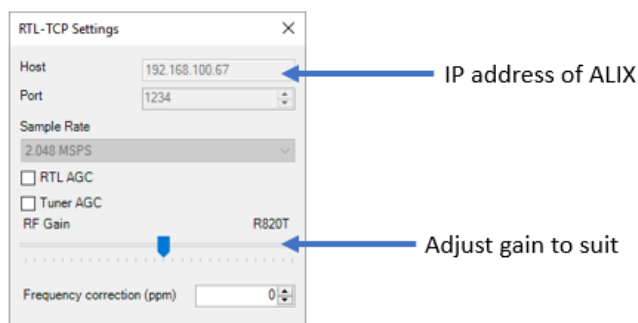 RTL-TCP Settings
Host 192.168.100.67
IP address of ALIX
Port 1234
Sample Rate
2.048 MSPS
RTL AGC
Tuner AGC
RF Gain R820T
Adjust gain to suit
Frequency correction (ppm) 0